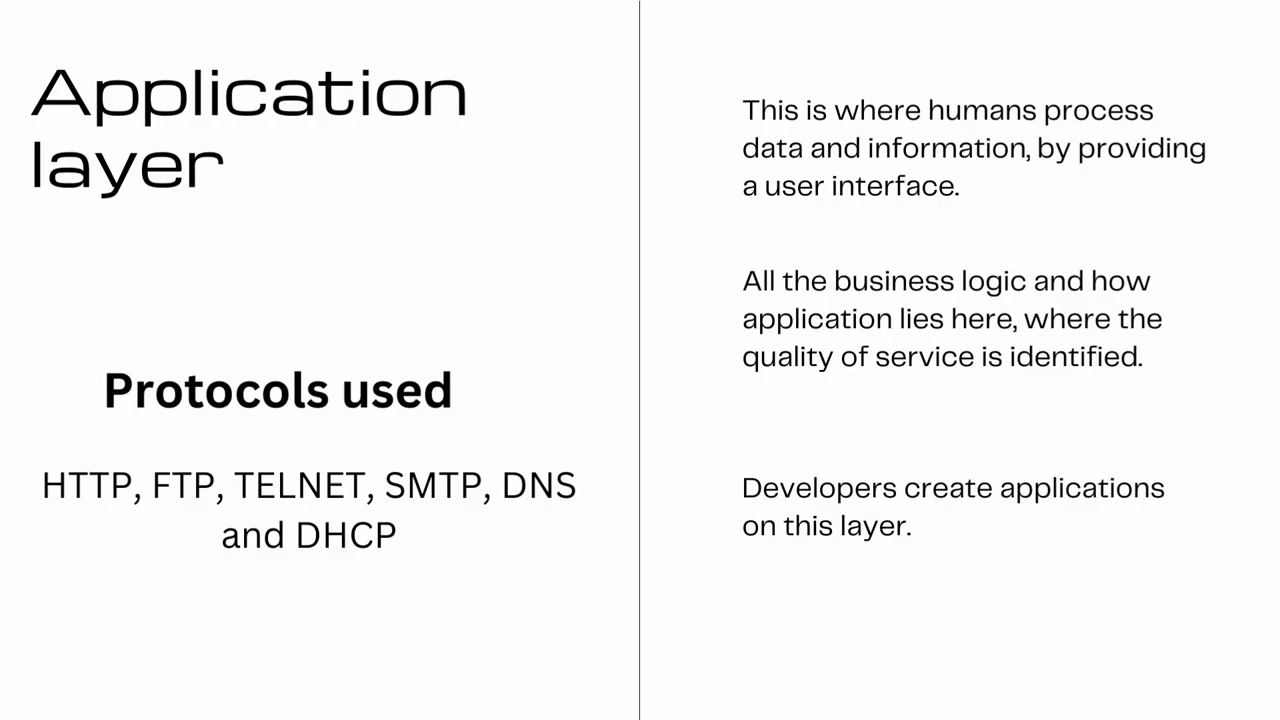 Application
layer
Protocols used
HTTP, FTP, TELNET, SMTP, DNS
and DHCP
This is where humans process
data and information, by providing
a user interface.
All the business logic and how
application lies here, where the
quality of service is identified.
Developers create applications
on this layer.